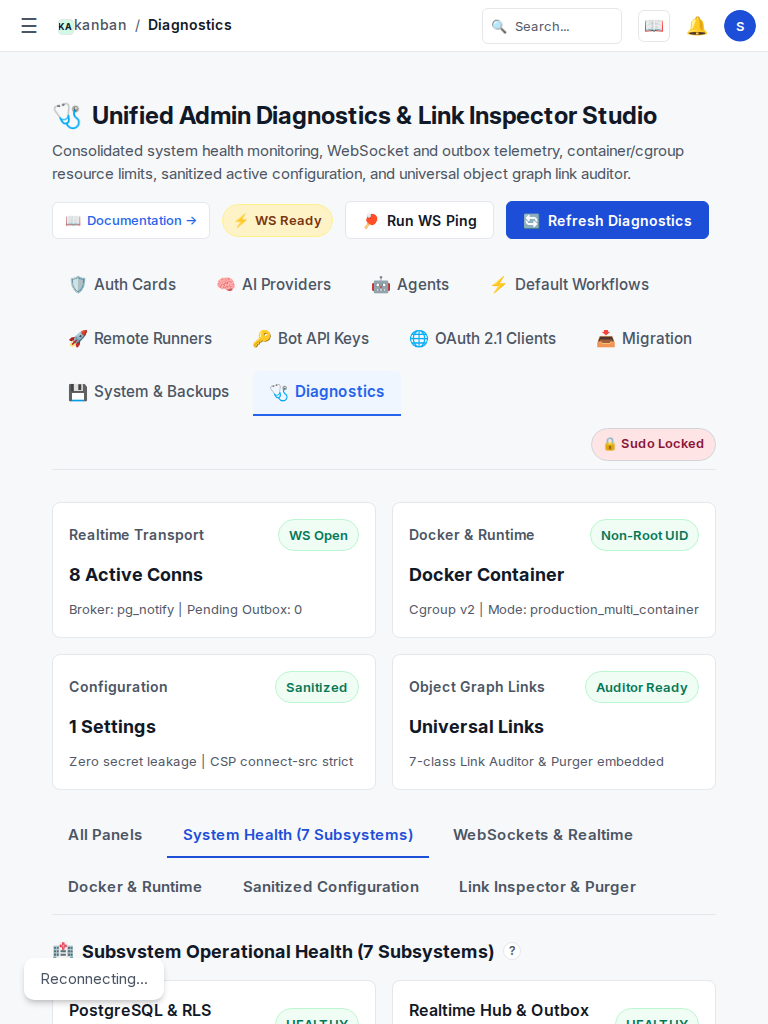 KA kanban / Diagnostics
Search...
S
Unified Admin Diagnostics & Link Inspector Studio
Consolidated system health monitoring, WebSocket and outbox telemetry, container/cgroup
resource limits, sanitized active configuration, and universal object graph link auditor.
Documentation →
WS Ready
Run WS Ping
Refresh Diagnostics
Auth Cards
AI Providers
Agents
Default Workflows
Remote Runners
Bot API Keys
OAuth 2.1 Clients
Migration
System & Backups
Diagnostics
Sudo Locked
Realtime Transport
WS Open
8 Active Conns
Broker: pg_notify | Pending Outbox: 0
Docker & Runtime
Non-Root UID
Docker Container
Cgroup v2 | Mode: production_multi_container
Configuration
Sanitized
1 Settings
Zero secret leakage | CSP connect-src strict
Object Graph Links
Auditor Ready
Universal Links
7-class Link Auditor & Purger embedded
All Panels
System Health (7 Subsystems)
WebSockets & Realtime
Docker & Runtime
Sanitized Configuration
Link Inspector & Purger
Subsystem Operational Health (7 Subsystems) ?
Reconnecting...
PostgreSQL & RLS
HEALTHY
Realtime Hub & Outbox
HEALTHY